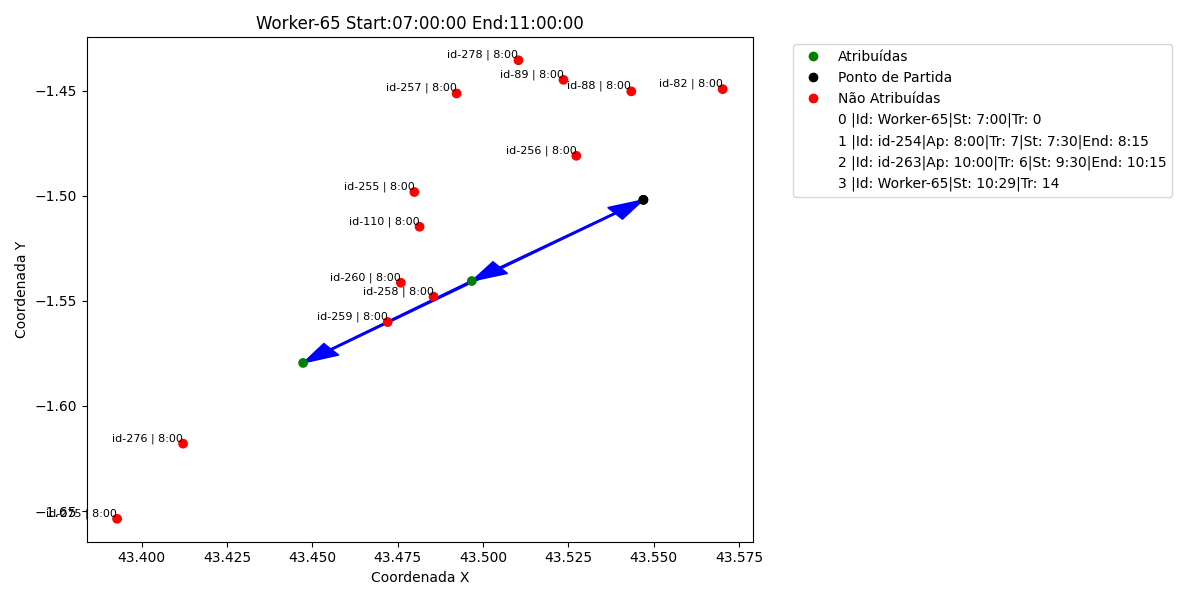 Worker-65 Start:07:00:00 End:11:00:00
id-278 | 8:00
id-89 | 8:00
id-88 | 8:00
id-82 | 8:00
id-257 | 8:00
id-256 | 8:00
id-255 | 8:00
id-110 | 8:00
id-260 | 8:00
id-258 | 8:00
id-259 | 8:00
id-276 | 8:00
| 8:00
−1.45
−1.50
−1.55
−1.60
Coordenada Y
43.400 43.425 43.450 43.475 43.500 43.525 43.550 43.575
Coordenada X
Atribuídas
Ponto de Partida
Não Atribuídas
0 |Id: Worker-65|St: 7:00|Tr: 0
1 |Id: id-254|Ap: 8:00|Tr: 7|St: 7:30|End: 8:15
2 |Id: id-263|Ap: 10:00|Tr: 6|St: 9:30|End: 10:15
3 |Id: Worker-65|St: 10:29|Tr: 14